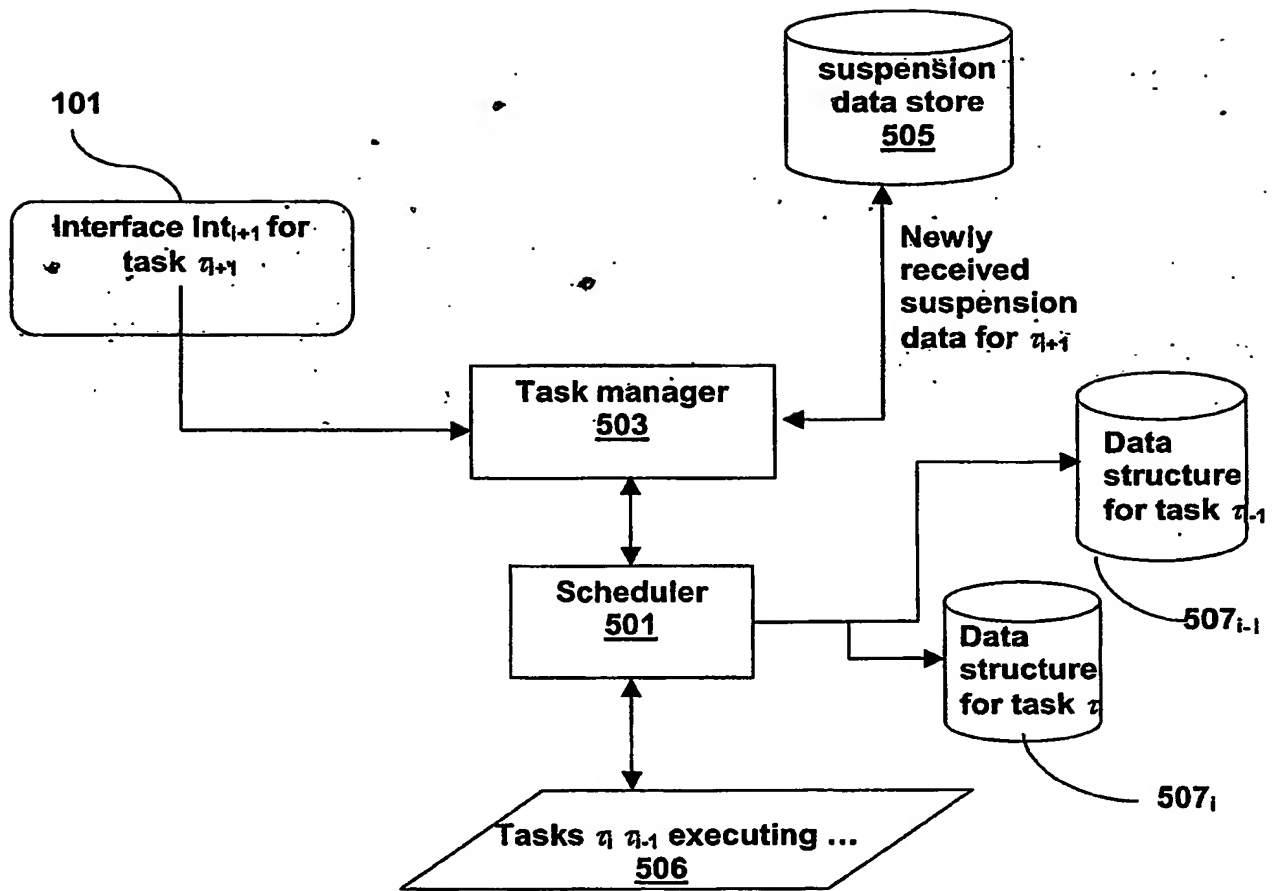 suspension
data store
505
101
Interface Int i+1 for
task τi+1
Newly
received
suspension
data for τi+1
Task manager
503
Data
structure
for task τi-1
Scheduler
501
507i-i
Data
structure
for task τi
507i
Tasks τi τi-1 executing ...
506